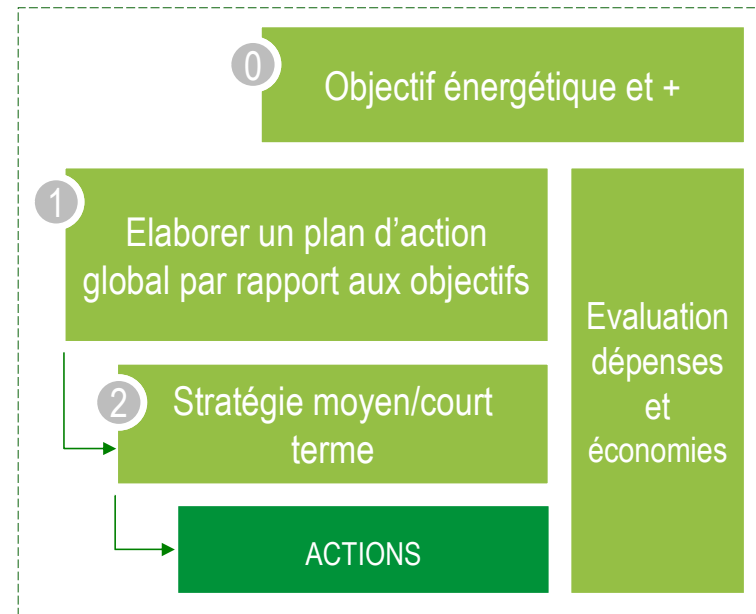 0
Objectif énergétique et +
1
Elaborer un plan d’action
global par rapport aux objectifs
2
Stratégie moyen/court
terme
ACTIONS
Evaluation
dépenses
et
économies